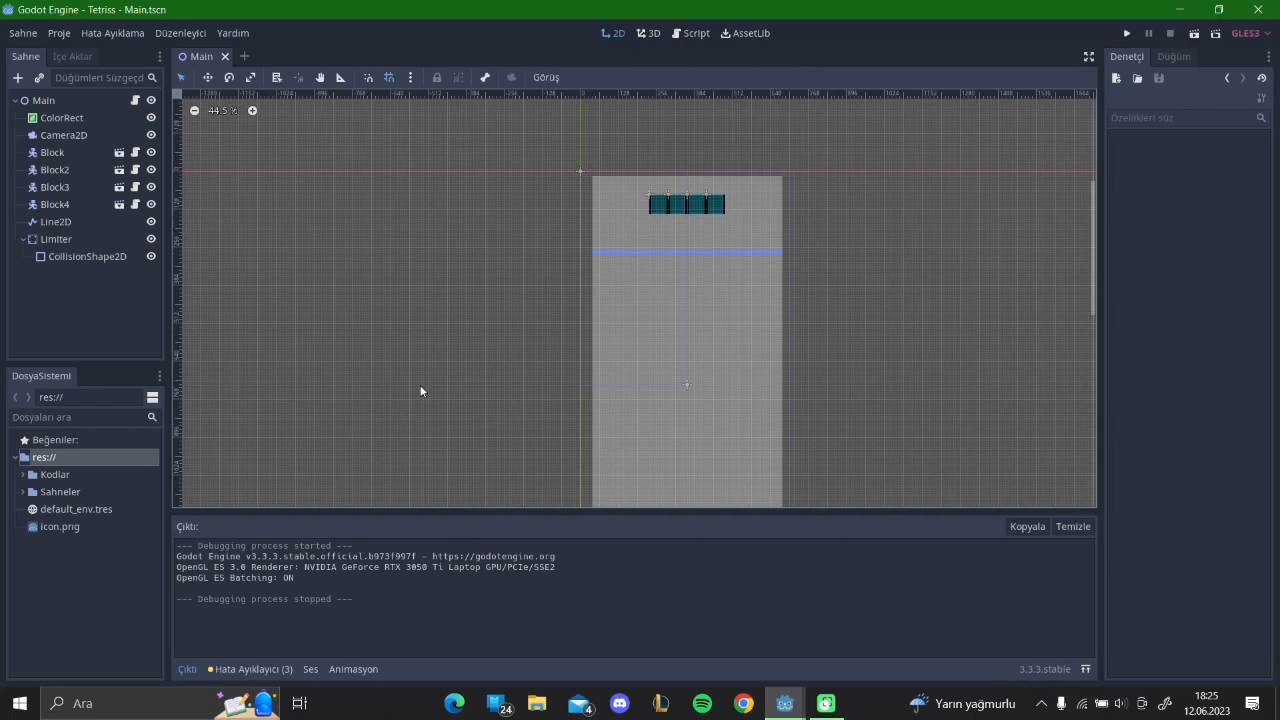 Godot Engine - Tetriss - Main.tscn
Sahne Proje Hata Ayıklama Düzenleyici Yardım
2D 3D Script AssetLib
GLES3
Sahne İçe Aktar
Main
Denetçi Düğüm
Düğümleri Süzgeçd
Görüş
44.5 %
Özellikleri süz
Main
ColorRect
Camera2D
Block
Block2
Block3
Block4
Line2D
Limiter
CollisionShape2D
DosyaSistemi
res://
Dosyaları ara
Beğeniler:
res://
Kodlar
Sahneler
default_env.tres
icon.png
Çıktı:
Kopyala Temizle
--- Debugging process started ---
Godot Engine v3.3.3.stable.official.b973f997f - https://godotengine.org
OpenGL ES 3.0 Renderer: NVIDIA GeForce RTX 3050 Ti Laptop GPU/PCIe/SSE2
OpenGL ES Batching: ON
--- Debugging process stopped ---
Çıktı Hata Ayıklayıcı (3) Ses Animasyon
3.3.3.stable
Ara
24
4
Yarın yağmurlu
18:25
12.06.2023